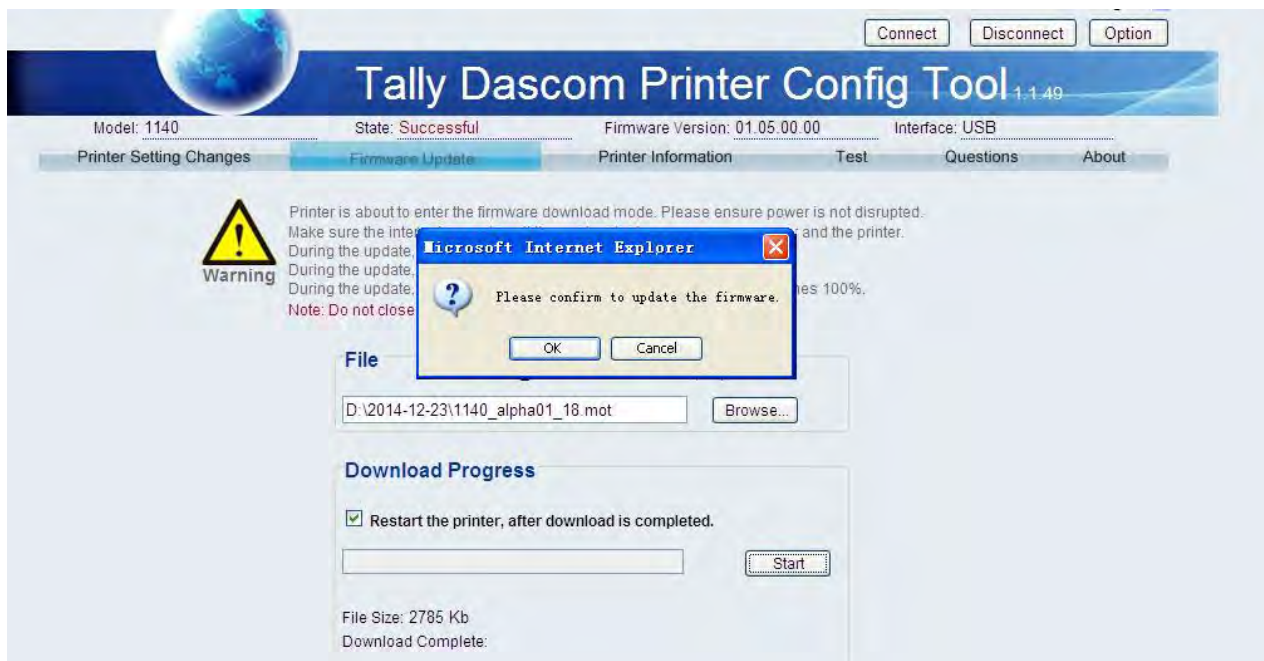 Connect Disconnect Option
Tally Dascom Printer Config Tool 1.1.49
Model: 1140 State: Successful Firmware Version: 01.05.00.00 Interface: USB
Printer Setting Changes Firmware Update Printer Information Test Questions About
Printer is about to enter the firmware download mode. Please ensure power is not disrupted.
Make sure the and the printer.
During the update,
Warning
During the update,
During the update, 100%.
Note: Do not close
Microsoft Internet Explorer
Please confirm to update the firmware.
OK Cancel
File
D:\2014-12-23\1140_alpha01_18.mot Browse...
Download Progress
Restart the printer, after download is completed.
Start
File Size: 2785 Kb
Download Complete: